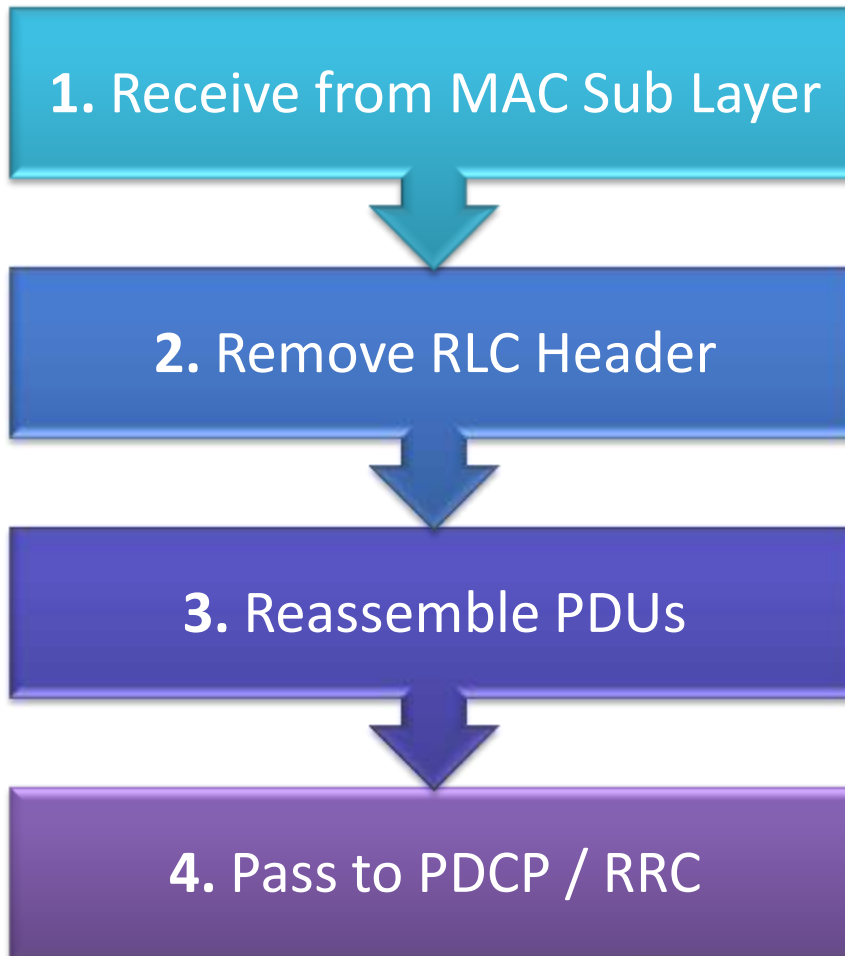 1. Receive from MAC Sub Layer
2. Remove RLC Header
3. Reassemble PDUs
4. Pass to PDCP / RRC